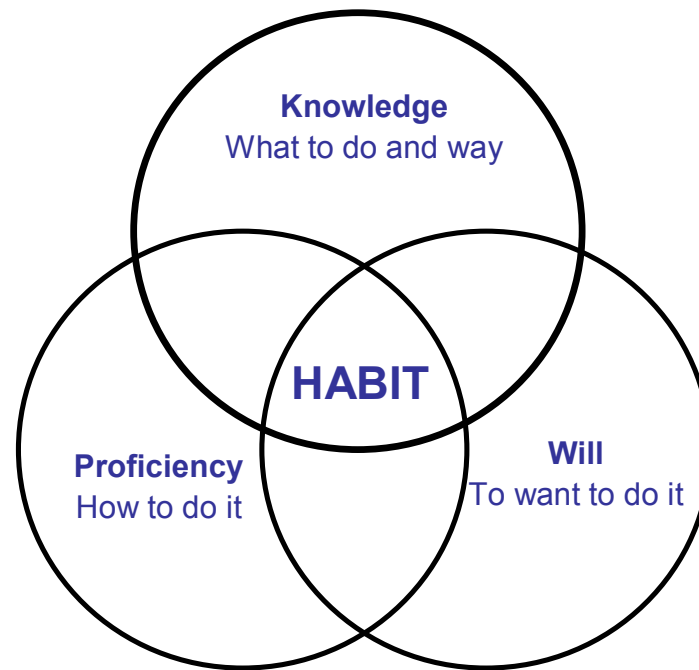 Knowledge
What to do and way
HABIT
Proficiency
How to do it
Will
To want to do it